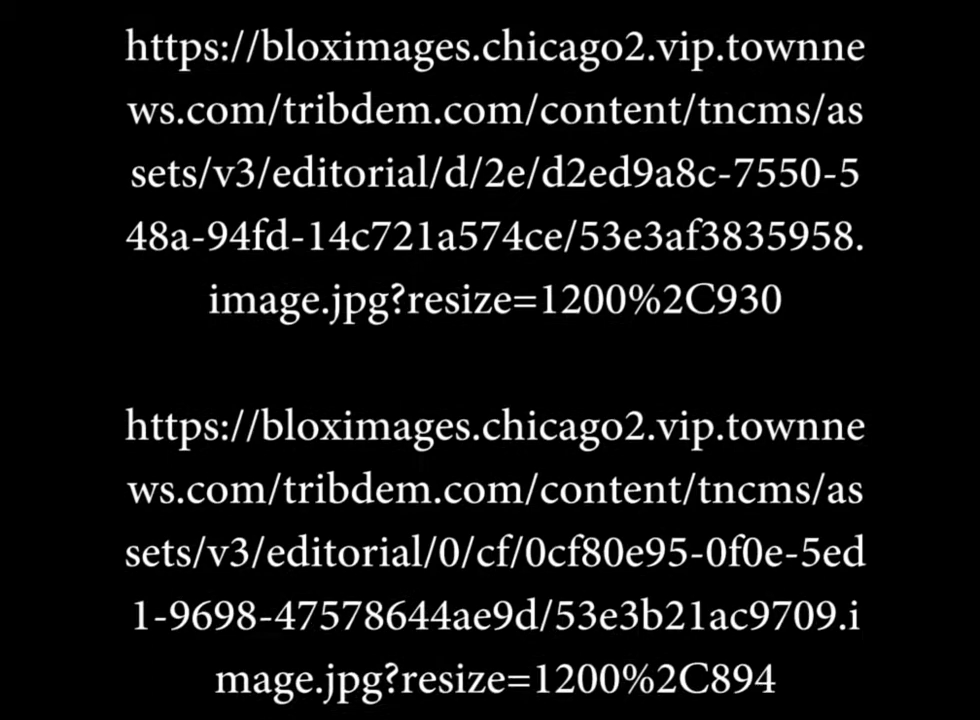 https://bloximages.chicago2.vip.townne
ws.com/tribdem.com/content/tncms/as
sets/v3/editorial/d/2e/d2ed9a8c-7550-5
48a-94fd-14c721a574ce/53e3af3835958.
image.jpg?resize=1200%2C930
https://bloximages.chicago2.vip.townne
ws.com/tribdem.com/content/tncms/as
sets/v3/editorial/0/cf/0cf80e95-0f0e-5ed
1-9698-47578644ae9d/53e3b21ac9709.i
mage.jpg?resize=1200%2C894